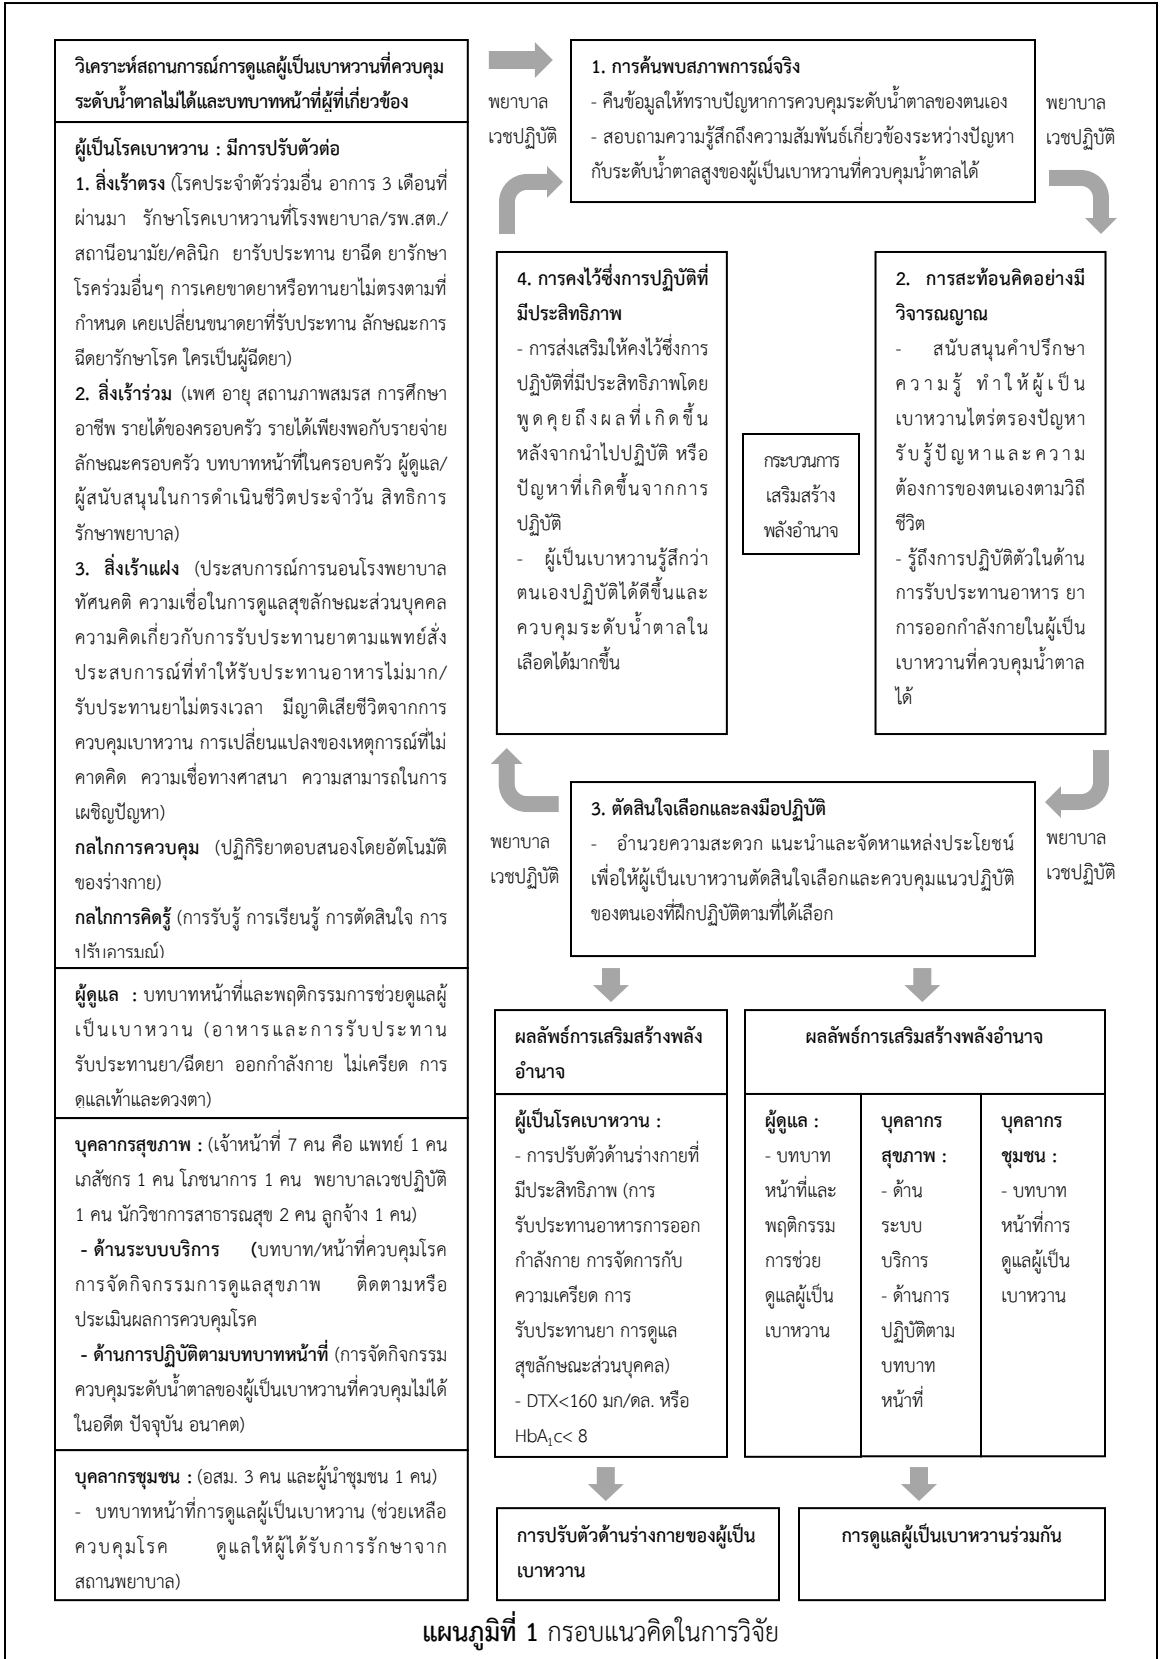 วิเคราะห์สถานการณ์การดูแลผู้เป็นเบาหวานที่ควบคุม
ระดับน้ำตาลไม่ได้และบทบาทหน้าที่ผู้ที่เกี่ยวข้อง
ผู้เป็นโรคเบาหวาน : มีการปรับตัวต่อ
1. สิ่งเร้าตรง (โรคประจำตัวร่วมอื่น อาการ 3 เดือนที่
ผ่านมา รักษาโรคเบาหวานที่โรงพยาบาล/รพ.สต./
สถานีอนามัย/คลินิก ยารับประทาน ยาฉีด ยารักษา
โรคร่วมอื่นๆ การเคยขาดยาหรือทานยาไม่ตรงตามที่
กำหนด เคยเปลี่ยนขนาดยาที่รับประทาน ลักษณะการ
ฉีดยารักษาโรค ใครเป็นผู้ฉีดยา)
2. สิ่งเร้าร่วม (เพศ อายุ สถานภาพสมรส การศึกษา
อาชีพ รายได้ของครอบครัว รายได้เพียงพอกับรายจ่าย
ลักษณะครอบครัว บทบาทหน้าที่ในครอบครัว ผู้ดูแล/
ผู้สนับสนุนในการดำเนินชีวิตประจำวัน สิทธิการ
รักษาพยาบาล)
3. สิ่งเร้าแฝง (ประสบการณ์การนอนโรงพยาบาล
ทัศนคติ ความเชื่อในการดูแลสุขลักษณะส่วนบุคคล
ความคิดเกี่ยวกับการรับประทานยาตามแพทย์สั่ง
ประสบการณ์ที่ทำให้รับประทานอาหารไม่มาก/
รับประทานยาไม่ตรงเวลา มีญาติเสียชีวิตจากการ
ควบคุมเบาหวาน การเปลี่ยนแปลงของเหตุการณ์ที่ไม่
คาดคิด ความเชื่อทางศาสนา ความสามารถในการ
เผชิญปัญหา)
กลไกการควบคุม (ปฏิกิริยาตอบสนองโดยอัตโนมัติ
ของร่างกาย)
กลไกการคิดรู้ (การรับรู้ การเรียนรู้ การตัดสินใจ การ
ปรับอารมณ์)
ผู้ดูแล : บทบาทหน้าที่และพฤติกรรมการช่วยดูแลผู้
เป็นเบาหวาน (อาหารและการรับประทาน
รับประทานยา/ฉีดยา ออกกำลังกาย ไม่เครียด การ
ดูแลเท้าและดวงตา)
บุคลากรสุขภาพ : (เจ้าหน้าที่ 7 คน คือ แพทย์ 1 คน
เภสัชกร 1 คน โภชนาการ 1 คน พยาบาลเวชปฏิบัติ
1 คน นักวิชาการสาธารณสุข 2 คน ลูกจ้าง 1 คน)
- ด้านระบบบริการ (บทบาท/หน้าที่ควบคุมโรค
การจัดกิจกรรมการดูแลสุขภาพ ติดตามหรือ
ประเมินผลการควบคุมโรค
- ด้านการปฏิบัติตามบทบาทหน้าที่ (การจัดกิจกรรม
ควบคุมระดับน้ำตาลของผู้เป็นเบาหวานที่ควบคุมไม่ได้
ในอดีต ปัจจุบัน อนาคต)
บุคลากรชุมชน : (อสม. 3 คน และผู้นำชุมชน 1 คน)
- บทบาทหน้าที่การดูแลผู้เป็นเบาหวาน (ช่วยเหลือ
ควบคุมโรค ดูแลให้ผู้ได้รับการรักษาจาก
สถานพยาบาล)
พยาบาล
เวชปฏิบัติ
1. การค้นพบสภาพการณ์จริง
- คืนข้อมูลให้ทราบปัญหาการควบคุมระดับน้ำตาลของตนเอง
- สอบถามความรู้สึกถึงความสัมพันธ์เกี่ยวข้องระหว่างปัญหา
กับระดับน้ำตาลสูงของผู้เป็นเบาหวานที่ควบคุมน้ำตาลได้
พยาบาล
เวชปฏิบัติ
4. การคงไว้ซึ่งการปฏิบัติที่
มีประสิทธิภาพ
- การส่งเสริมให้คงไว้ซึ่งการ
ปฏิบัติที่มีประสิทธิภาพโดย
พูดคุยถึงผลที่เกิดขึ้น
หลังจากนำไปปฏิบัติ หรือ
ปัญหาที่เกิดขึ้นจากการ
ปฏิบัติ
- ผู้เป็นเบาหวานรู้สึกว่า
ตนเองปฏิบัติได้ดีขึ้นและ
ควบคุมระดับน้ำตาลใน
เลือดได้มากขึ้น
กระบวนการ
เสริมสร้าง
พลังอำนาจ
2. การสะท้อนคิดอย่างมี
วิจารณญาณ
- สนับสนุนคำปรึกษา
ความรู้ ทำให้ผู้เป็น
เบาหวานไตร่ตรองปัญหา
รับรู้ปัญหาและความ
ต้องการของตนเองตามวิถี
ชีวิต
- รู้ถึงการปฏิบัติตัวในด้าน
การรับประทานอาหาร ยา
การออกกำลังกายในผู้เป็น
เบาหวานที่ควบคุมน้ำตาล
ได้
พยาบาล
เวชปฏิบัติ
3. ตัดสินใจเลือกและลงมือปฏิบัติ
- อำนวยความสะดวก แนะนำและจัดหาแหล่งประโยชน์
เพื่อให้ผู้เป็นเบาหวานตัดสินใจเลือกและควบคุมแนวปฏิบัติ
ของตนเองที่ฝึกปฏิบัติตามที่ได้เลือก
พยาบาล
เวชปฏิบัติ
ผลลัพธ์การเสริมสร้างพลัง
อำนาจ
ผู้เป็นโรคเบาหวาน :
- การปรับตัวด้านร่างกายที่
มีประสิทธิภาพ (การ
รับประทานอาหารการออก
กำลังกาย การจัดการกับ
ความเครียด การ
รับประทานยา การดูแล
สุขลักษณะส่วนบุคคล)
- DTX<160 มก/ดล. หรือ
HbA₁c< 8
ผลลัพธ์การเสริมสร้างพลังอำนาจ
ผู้ดูแล :
- บทบาท
หน้าที่และ
พฤติกรรม
การช่วย
ดูแลผู้เป็น
เบาหวาน
บุคลากร
สุขภาพ :
- ด้าน
ระบบ
บริการ
- ด้านการ
ปฏิบัติตาม
บทบาท
หน้าที่
บุคลากร
ชุมชน :
- บทบาท
หน้าที่การ
ดูแลผู้เป็น
เบาหวาน
การปรับตัวด้านร่างกายของผู้เป็น
เบาหวาน
การดูแลผู้เป็นเบาหวานร่วมกัน
แผนภูมิที่ 1 กรอบแนวคิดในการวิจัย